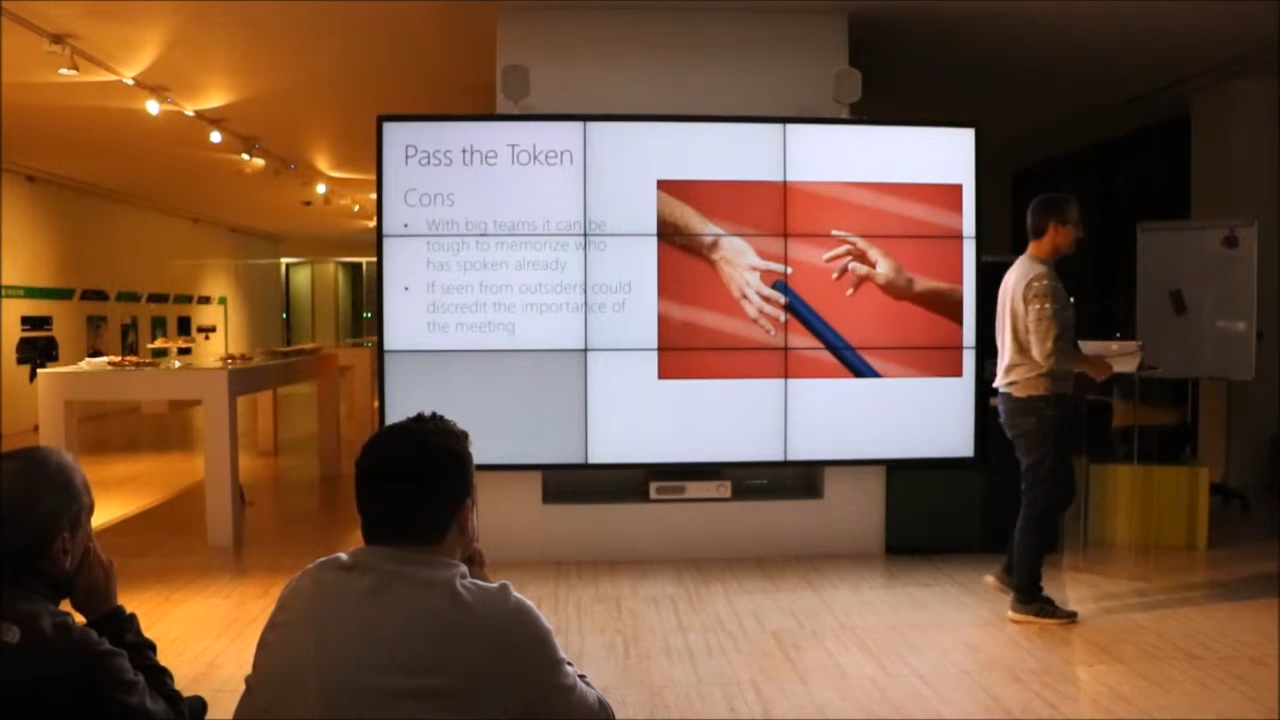 Pass the Token
Cons
• With big teams it can be
tough to memorize who
has spoken already
• If seen from outsiders could
discredit the importance of
the meeting